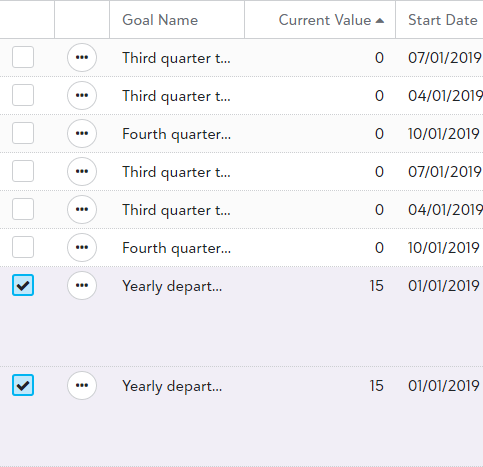 Goal Name Current Value Start Date
Third quarter t... 0 07/01/2019
Third quarter t... 0 04/01/2019
Fourth quarter... 0 10/01/2019
Third quarter t... 0 07/01/2019
Third quarter t... 0 04/01/2019
Fourth quarter... 0 10/01/2019
Yearly depart... 15 01/01/2019
Yearly depart... 15 01/01/2019